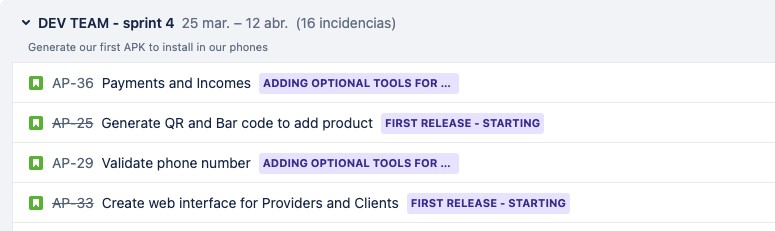 DEV TEAM - sprint 4 25 mar. – 12 abr. (16 incidencias)
Generate our first APK to install in our phones
AP-36 Payments and Incomes ADDING OPTIONAL TOOLS FOR ...
AP-25 Generate QR and Bar code to add product FIRST RELEASE - STARTING
AP-29 Validate phone number ADDING OPTIONAL TOOLS FOR ...
AP-33 Create web interface for Providers and Clients FIRST RELEASE - STARTING